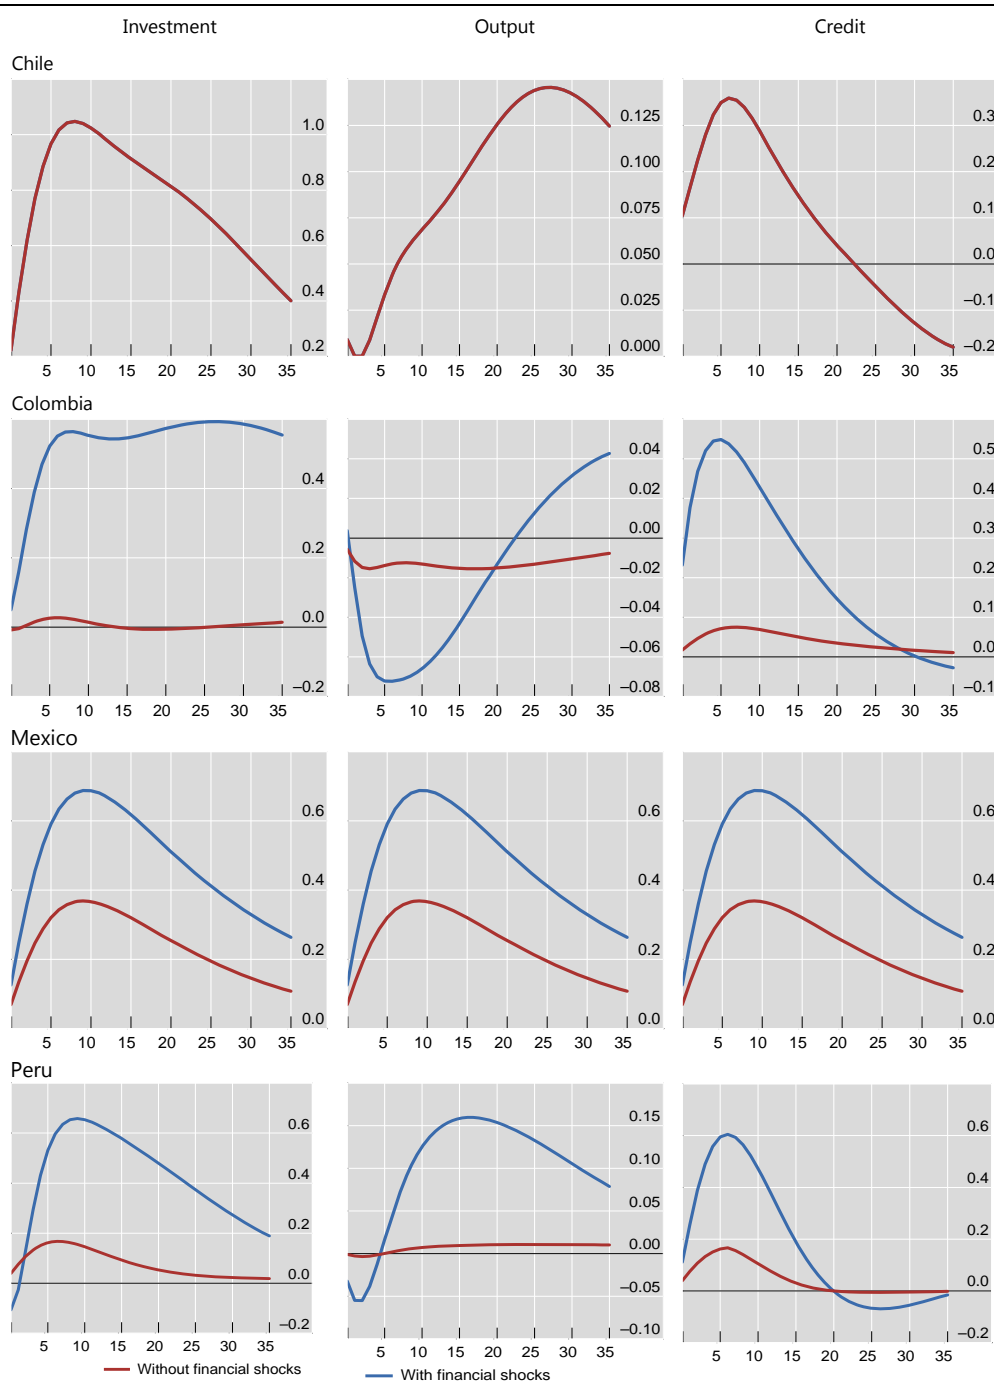 Investment Output Credit
Chile
1.0 0.125 0.3
0.100 0.2
0.8 0.075 0.1
0.6 0.050 0.0
0.4 0.025 –0.1
0.2 0.000 –0.2
5 10 15 20 25 30 35 5 10 15 20 25 30 35 5 10 15 20 25 30 35
Colombia
0.04 0.5
0.4 0.02 0.4
0.00 0.3
0.2 –0.02 0.2
0.0 –0.04 0.1
–0.06 0.0
–0.2 –0.08 –0.1
5 10 15 20 25 30 35 5 10 15 20 25 30 35 5 10 15 20 25 30 35
Mexico
0.6 0.6 0.6
0.4 0.4 0.4
0.2 0.2 0.2
0.0 0.0 0.0
5 10 15 20 25 30 35 5 10 15 20 25 30 35 5 10 15 20 25 30 35
Peru
0.6 0.15 0.6
0.4 0.10 0.4
0.2 0.05 0.2
0.0 0.00 0.0
–0.05
–0.2 –0.10 –0.2
5 10 15 20 25 30 35 5 10 15 20 25 30 35 5 10 15 20 25 30 35
Without financial shocks With financial shocks